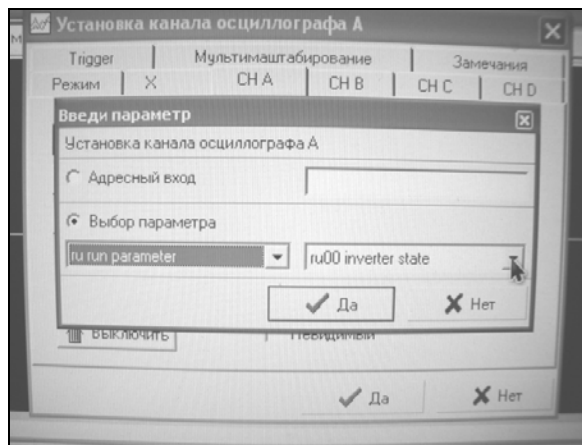 Установка канала осциллографа А
Trigger Мультимаштабирование Замечания
Режим X CH A CH B CH C CH D
Введи параметр
Установка канала осциллографа А
Адресный вход
Выбор параметра
ru run parameter ru00 inverter state
Да Нет
Выключить Невидимый
Да Нет